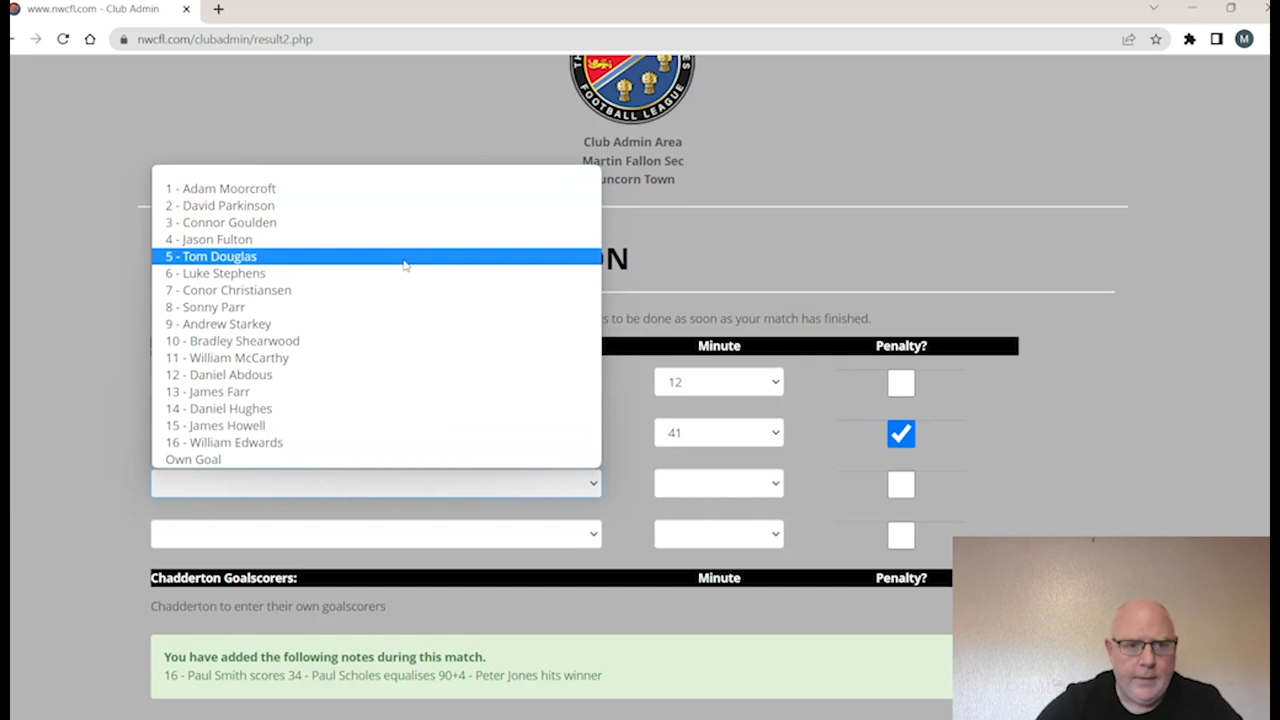 www.nwcfl.com - Club Admin
nwcfl.com/clubadmin/result2.php
M
FOOTBALL LEAGUE
Club Admin Area
Martin Fallon Sec
uncorn Town
1 - Adam Moorcroft
2 - David Parkinson
3 - Connor Goulden
4 - Jason Fulton
5 - Tom Douglas
6 - Luke Stephens
7 - Conor Christiansen
8 - Sonny Parr
9 - Andrew Starkey
10 - Bradley Shearwood
11 - William McCarthy
12 - Daniel Abdous
13 - James Farr
14 - Daniel Hughes
15 - James Howell
16 - William Edwards
Own Goal
N
s to be done as soon as your match has finished.
Minute Penalty?
12
41
Chadderton Goalscorers: Minute Penalty?
Chadderton to enter their own goalscorers
You have added the following notes during this match.
16 - Paul Smith scores 34 - Paul Scholes equalises 90+4 - Peter Jones hits winner